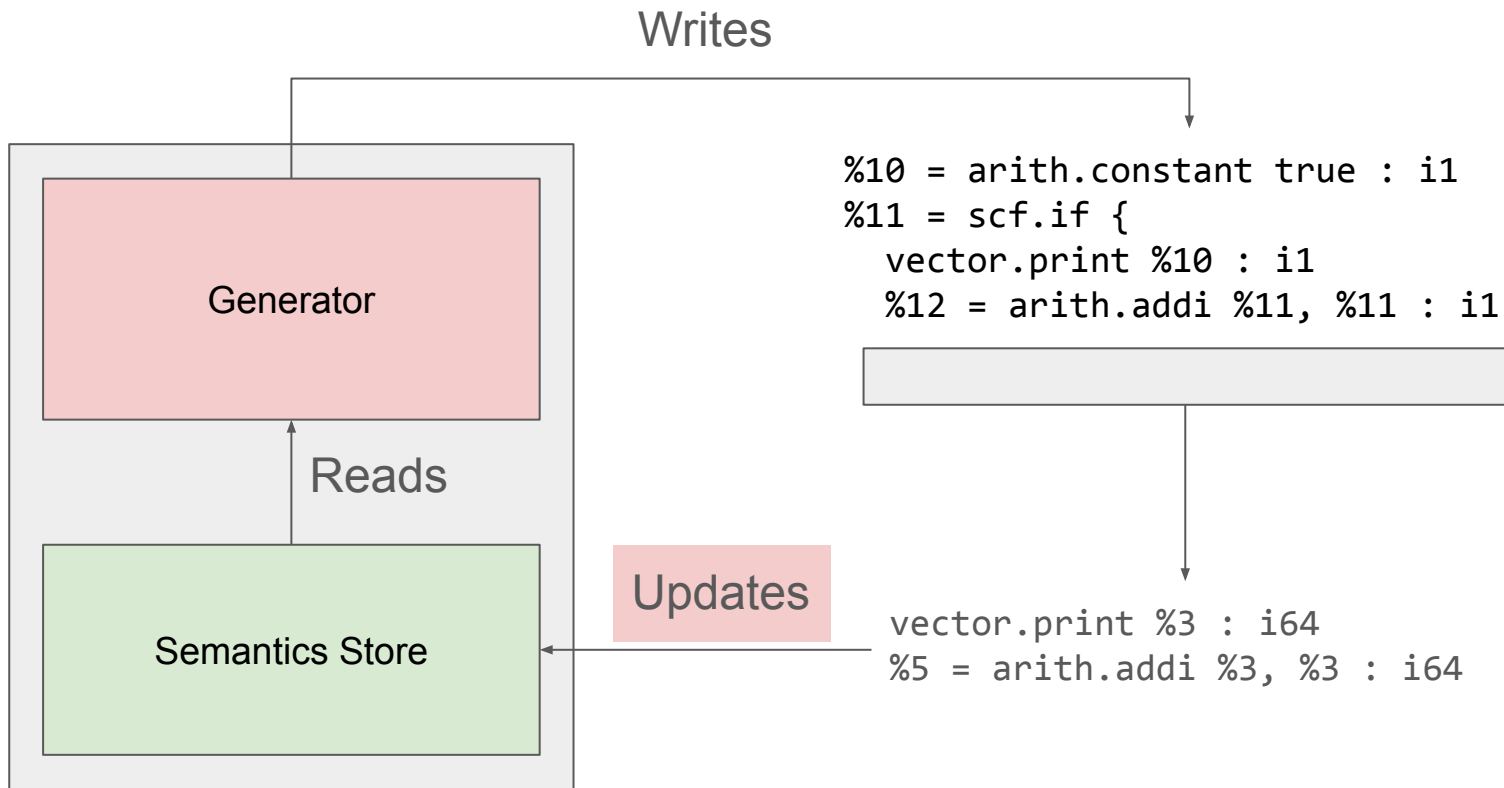 Writes
%10 = arith.constant true : i1
%11 = scf.if {
  vector.print %10 : i1
  %12 = arith.addi %11, %11 : i1
Generator
Reads
Updates
Semantics Store
vector.print %3 : i64
%5 = arith.addi %3, %3 : i64